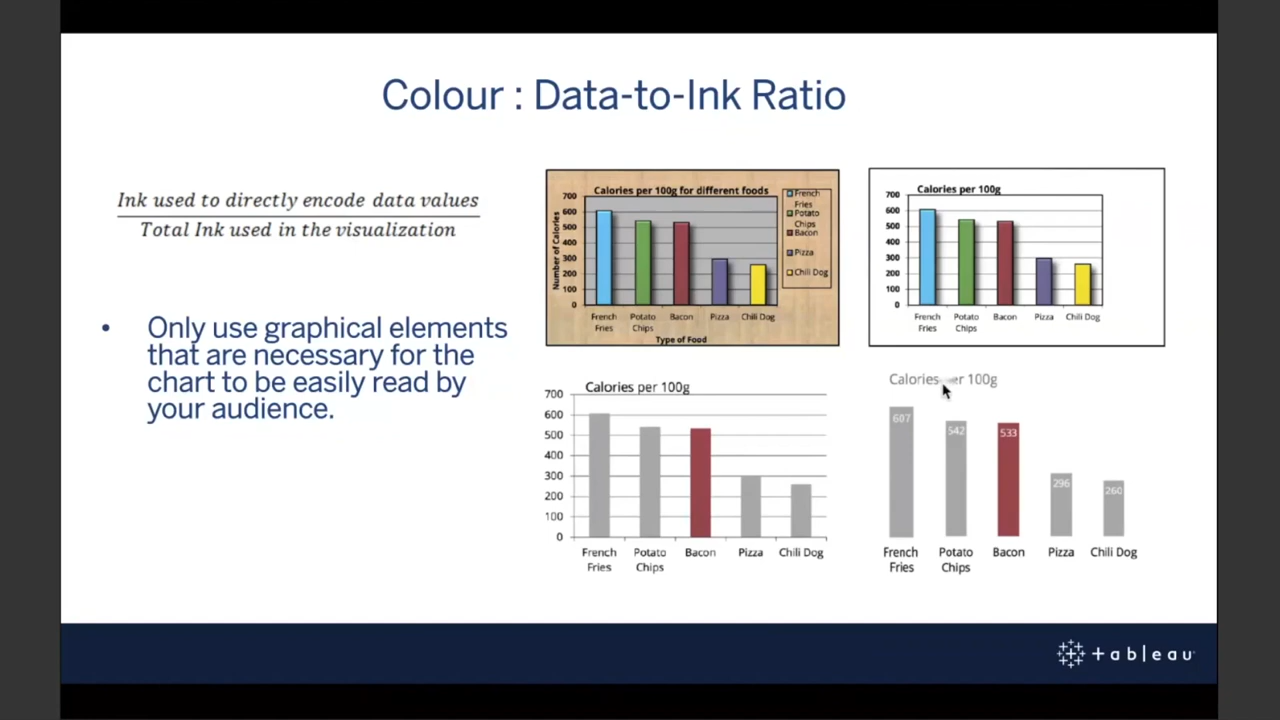 Colour : Data-to-Ink Ratio
Ink used to directly encode data values
Total Ink used in the visualization
• Only use graphical elements
that are necessary for the
chart to be easily read by
your audience.
Calories per 100g for different foods
Number of Calories
700
600
500
400
300
200
100
0
French
Fries
Potato
Chips
Bacon
Pizza
Chili Dog
French
Fries
Potato
Chips
Bacon
Pizza
Chili Dog
Type of Food
Calories per 100g
700
600
500
400
300
200
100
0
French
Fries
Potato
Chips
Bacon
Pizza
Chili Dog
Calories per 100g
700
600
500
400
300
200
100
0
French
Fries
Potato
Chips
Bacon
Pizza
Chili Dog
Calories per 100g
607
542
533
296
260
French
Fries
Potato
Chips
Bacon
Pizza
Chili Dog
+ableau